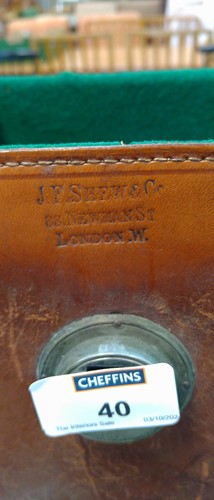 J.F. SHEW & Co
88 NEWMAN ST
LONDON. W.
CHEFFINS
40
The Interiors Sale
03/10/202